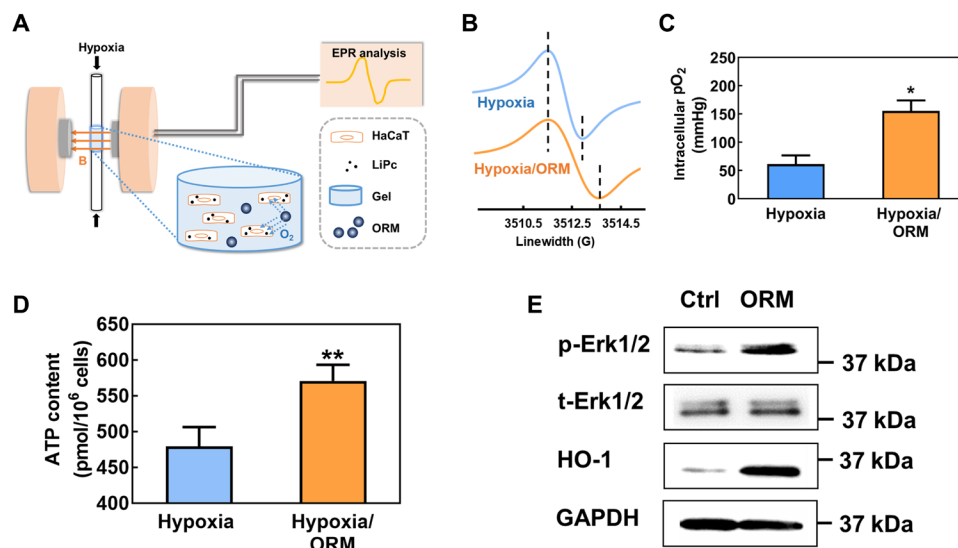 A
Hypoxia
B
EPR analysis
HaCaT
LiPc
Gel
ORM
O2
B
Hypoxia
Hypoxia/ORM
3510.5 3512.5 3514.5
Linewidth (G)
C
Intracellular pO2
(mmHg)
250
200
150
100
50
0
*
Hypoxia
Hypoxia/
ORM
D
ATP content
(pmol/10^6 cells)
650
600
550
500
450
400
**
Hypoxia
Hypoxia/
ORM
E
Ctrl ORM
p-Erk1/2
37 kDa
t-Erk1/2
37 kDa
HO-1
37 kDa
GAPDH
37 kDa